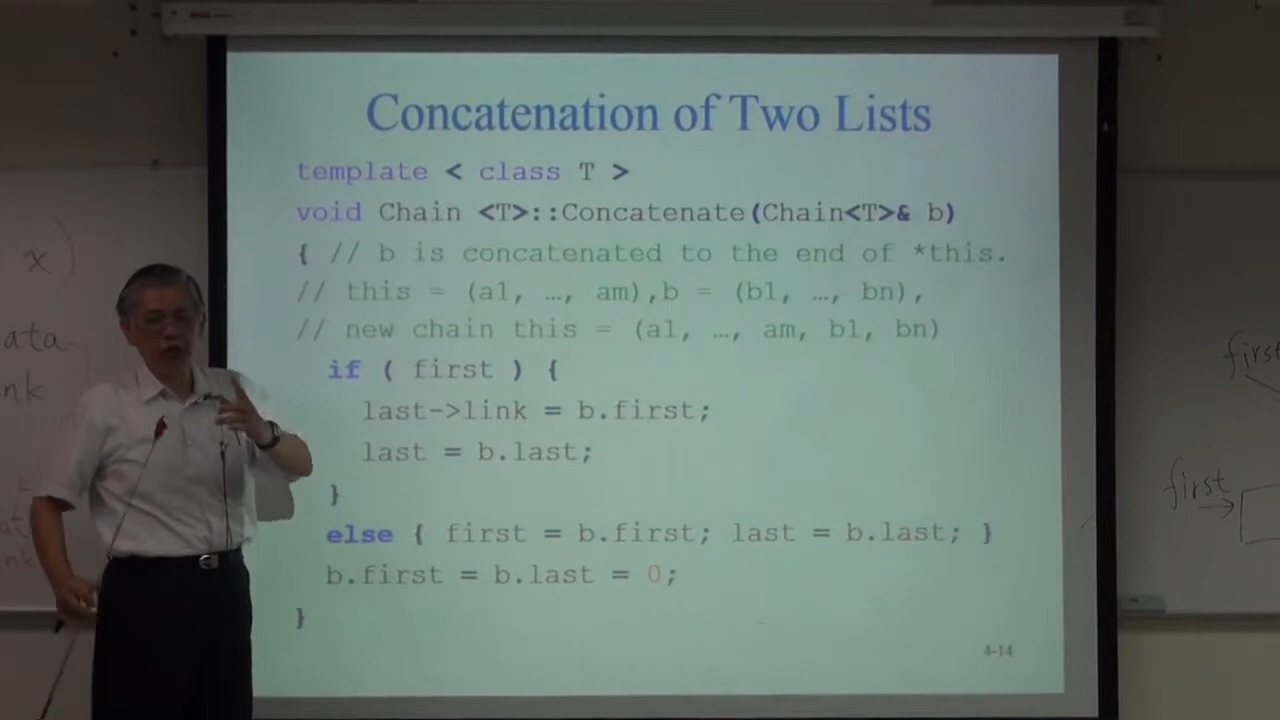 Concatenation of Two Lists
template < class T >
void Chain <T>::Concatenate(Chain<T>& b)
{ // b is concatenated to the end of *this.
// this = (a1, …, am),b = (b1, …, bn),
// new chain this = (a1, …, am, b1, bn)
if ( first ) {
last->link = b.first;
last = b.last;
}
else { first = b.first; last = b.last; }
b.first = b.last = 0;
}
4-14
x)
ata
nk
first
first